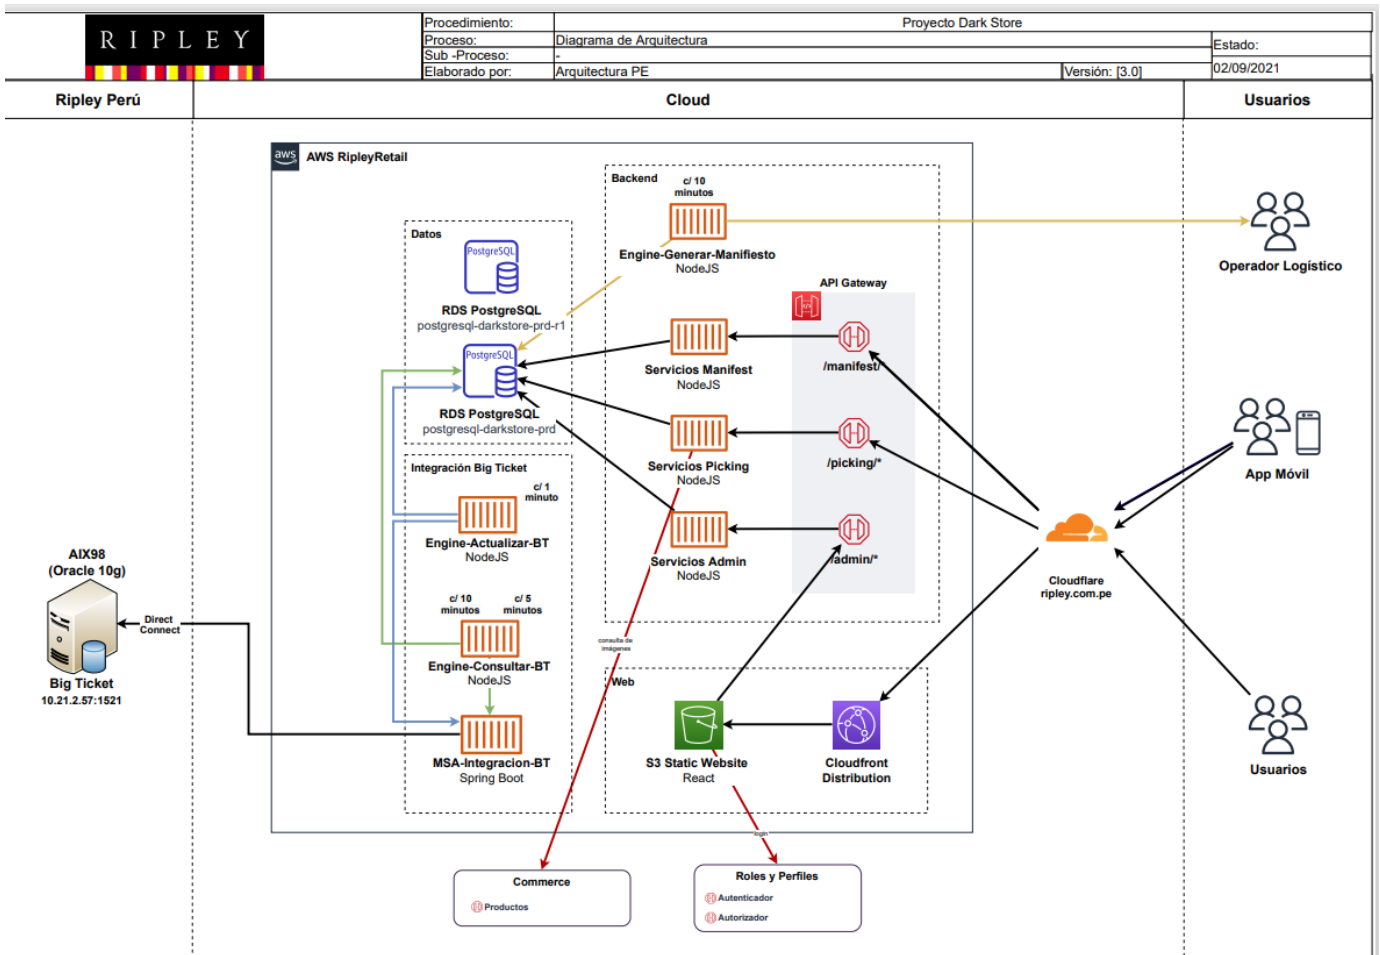 RIPLEY
Procedimiento:
Proyecto Dark Store
Proceso:
Diagrama de Arquitectura
Estado:
Sub -Proceso:
-
Elaborado por:
Arquitectura PE
Versión: [3.0]
02/09/2021
Ripley Perú
Cloud
Usuarios
aws
AWS RipleyRetail
Backend
c/ 10
minutos
Engine-Generar-Manifiesto
NodeJS
Operador Logístico
Datos
PostgreSQL
RDS PostgreSQL
postgresql-darkstore-prd-r1
PostgreSQL
RDS PostgreSQL
postgresql-darkstore-prd
API Gateway
/manifest/*
Servicios Manifest
NodeJS
/picking/*
Servicios Picking
NodeJS
/admin/*
Servicios Admin
NodeJS
App Móvil
Cloudflare
ripley.com.pe
Usuarios
Integración Big Ticket
c/ 1
minuto
Engine-Actualizar-BT
NodeJS
c/ 10
minutos
c/ 5
minutos
Engine-Consultar-BT
NodeJS
MSA-Integracion-BT
Spring Boot
AIX98
(Oracle 10g)
Direct
Connect
Big Ticket
10.21.2.57:1521
consulta de
imágenes
Web
S3 Static Website
React
Cloudfront
Distribution
login
Commerce
Productos
Roles y Perfiles
Autenticador
Autorizador